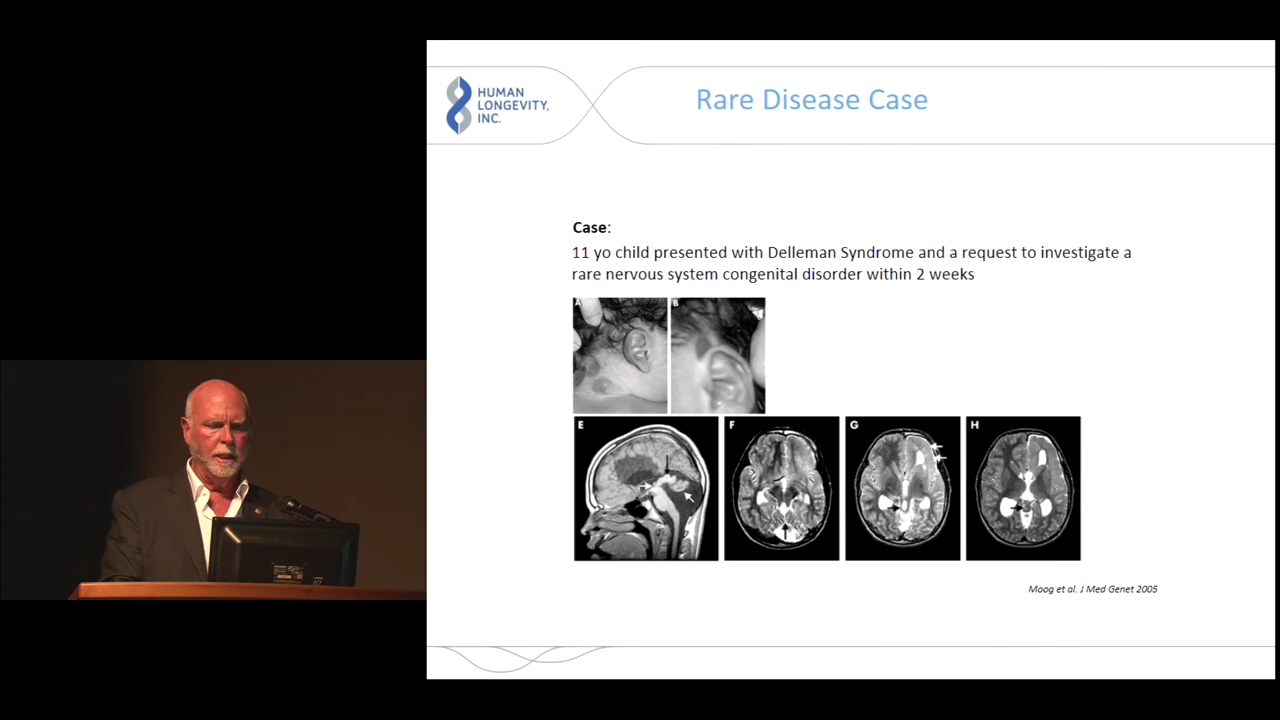 HUMAN
LONGEVITY,
INC.
Rare Disease Case
Case:
11 yo child presented with Delleman Syndrome and a request to investigate a
rare nervous system congenital disorder within 2 weeks
A
B
E
F
G
H
Moog et al. J Med Genet 2005